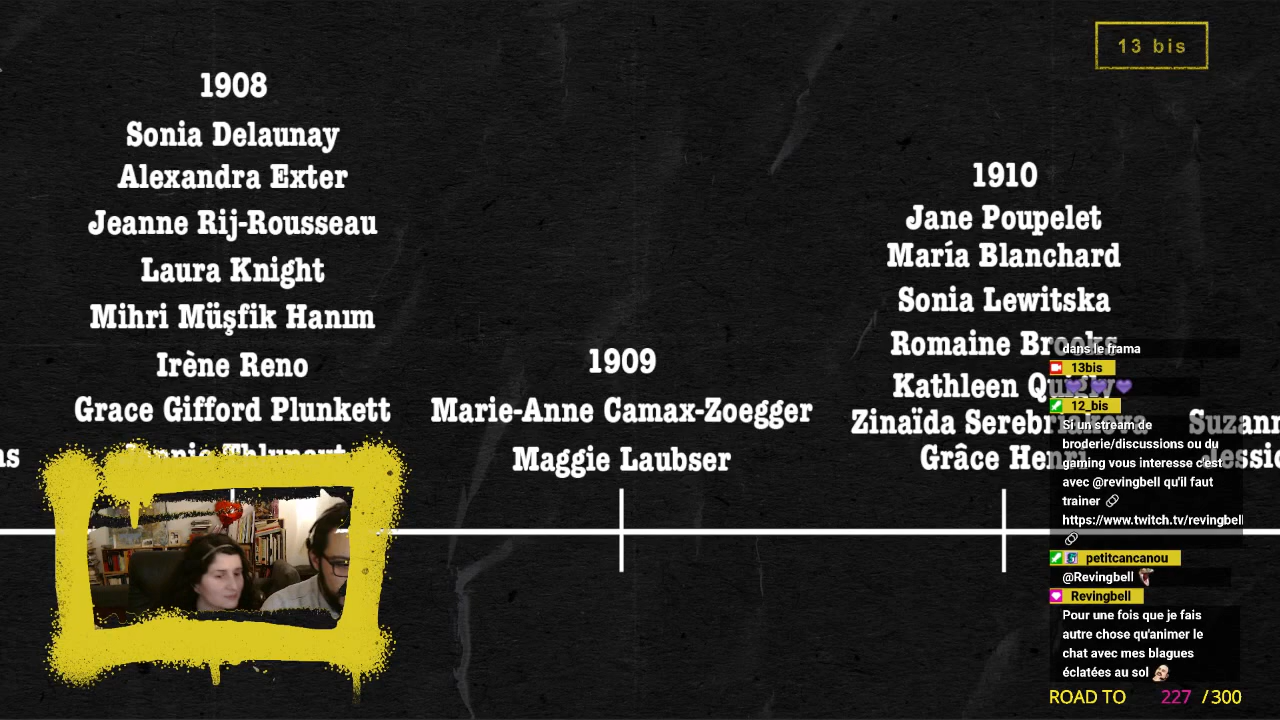 13 bis
1908
Sonia Delaunay
Alexandra Exter
Jeanne Rij-Rousseau
Laura Knight
Mihri Müşfik Hanım
Irène Reno
Grace Gifford Plunkett
1909
Marie-Anne Camax-Zoegger
Maggie Laubser
1910
Jane Poupelet
María Blanchard
Sonia Lewitska
Romaine Brooks
Kathleen Quigly
Zinaïda Serebriakova
Grâce Henri
dans le frama
13bis
12_bis
Si un stream de
broderie/discussions ou du
gaming vous interesse c'est
avec @revingbell qu'il faut
trainer
https://www.twitch.tv/revingbell
petitcancanou
@Revingbell
Revingbell
Pour une fois que je fais
autre chose qu'animer le
chat avec mes blagues
éclatées au sol
ROAD TO 227 /300